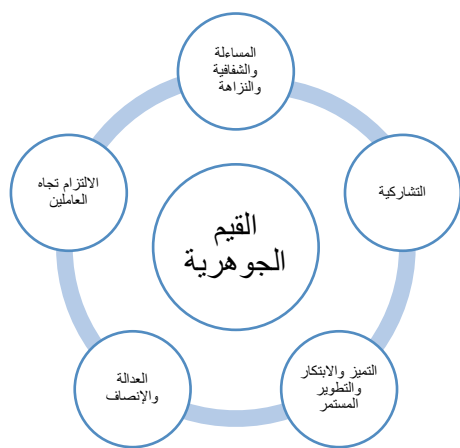 المساءلة
والشفافية
والنزاهة
التشاركية
التميز والابتكار
والتطوير
المستمر
العدالة
والإنصاف
الالتزام تجاه
العاملين
القيم
الجوهرية